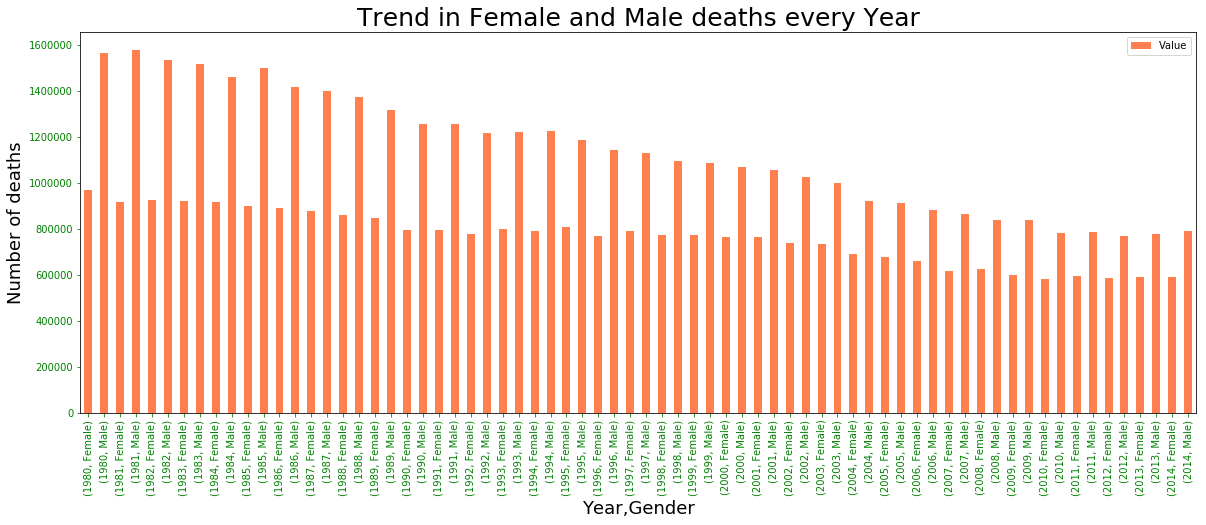 Trend in Female and Male deaths every Year
Value
Number of deaths
1600000
1400000
1200000
1000000
800000
600000
400000
200000
0
(1980, Female)
(1980, Male)
(1981, Female)
(1981, Male)
(1982, Female)
(1982, Male)
(1983, Female)
(1983, Male)
(1984, Female)
(1984, Male)
(1985, Female)
(1985, Male)
(1986, Female)
(1986, Male)
(1987, Female)
(1987, Male)
(1988, Female)
(1988, Male)
(1989, Female)
(1989, Male)
(1990, Female)
(1990, Male)
(1991, Female)
(1991, Male)
(1992, Female)
(1992, Male)
(1993, Female)
(1993, Male)
(1994, Female)
(1994, Male)
(1995, Female)
(1995, Male)
(1996, Female)
(1996, Male)
(1997, Female)
(1997, Male)
(1998, Female)
(1998, Male)
(1999, Female)
(1999, Male)
(2000, Female)
(2000, Male)
(2001, Female)
(2001, Male)
(2002, Female)
(2002, Male)
(2003, Female)
(2003, Male)
(2004, Female)
(2004, Male)
(2005, Female)
(2005, Male)
(2006, Female)
(2006, Male)
(2007, Female)
(2007, Male)
(2008, Female)
(2008, Male)
(2009, Female)
(2009, Male)
(2010, Female)
(2010, Male)
(2011, Female)
(2011, Male)
(2012, Female)
(2012, Male)
(2013, Female)
(2013, Male)
(2014, Female)
(2014, Male)
Year,Gender